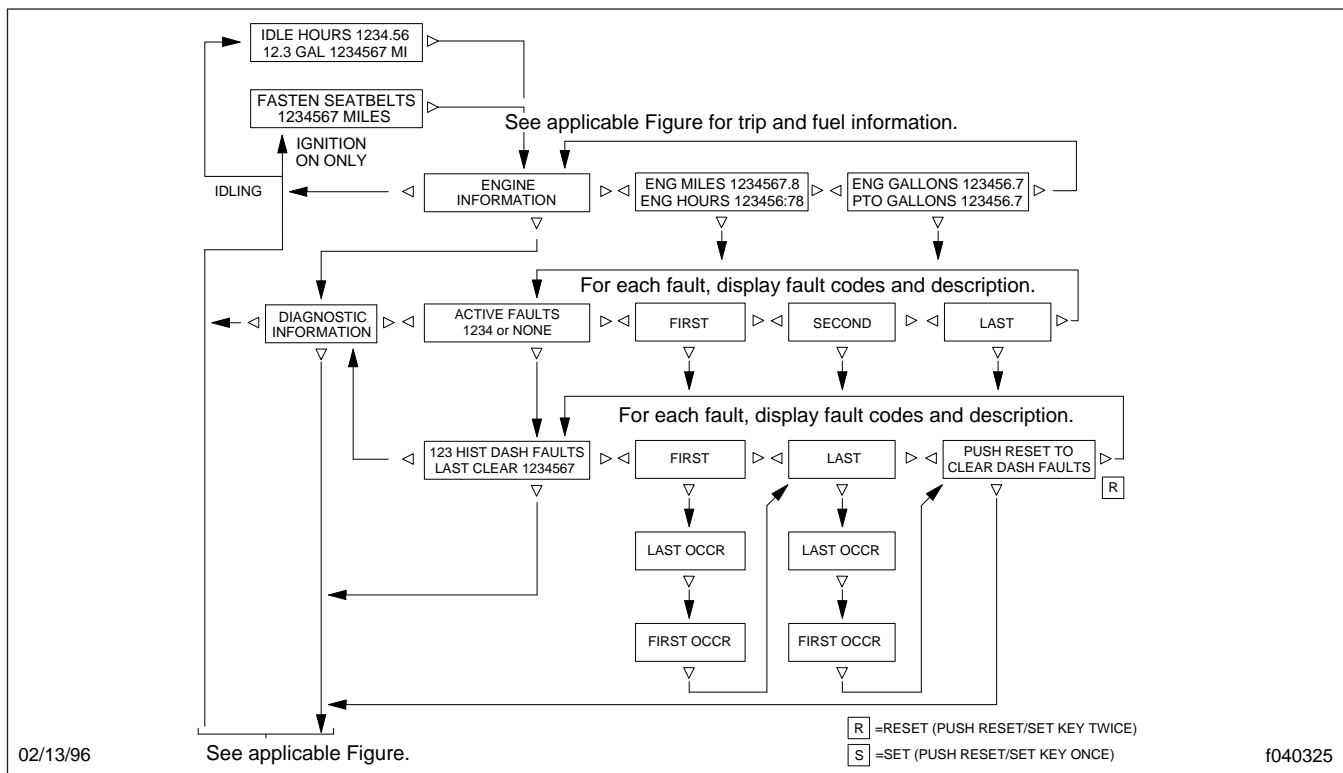 IDLE HOURS 1234.56
12.3 GAL 1234567 MI
FASTEN SEATBELTS
1234567 MILES
IGNITION
ON ONLY
See applicable Figure for trip and fuel information.
IDLING
ENGINE
INFORMATION
ENG MILES 1234567.8
ENG HOURS 123456:78
ENG GALLONS 123456.7
PTO GALLONS 123456.7
For each fault, display fault codes and description.
DIAGNOSTIC
INFORMATION
ACTIVE FAULTS
1234 or NONE
FIRST
SECOND
LAST
For each fault, display fault codes and description.
123 HIST DASH FAULTS
LAST CLEAR 1234567
FIRST
LAST
PUSH RESET TO
CLEAR DASH FAULTS
R
LAST OCCR
LAST OCCR
FIRST OCCR
FIRST OCCR
R =RESET (PUSH RESET/SET KEY TWICE)
S =SET (PUSH RESET/SET KEY ONCE)
02/13/96
See applicable Figure.
f040325